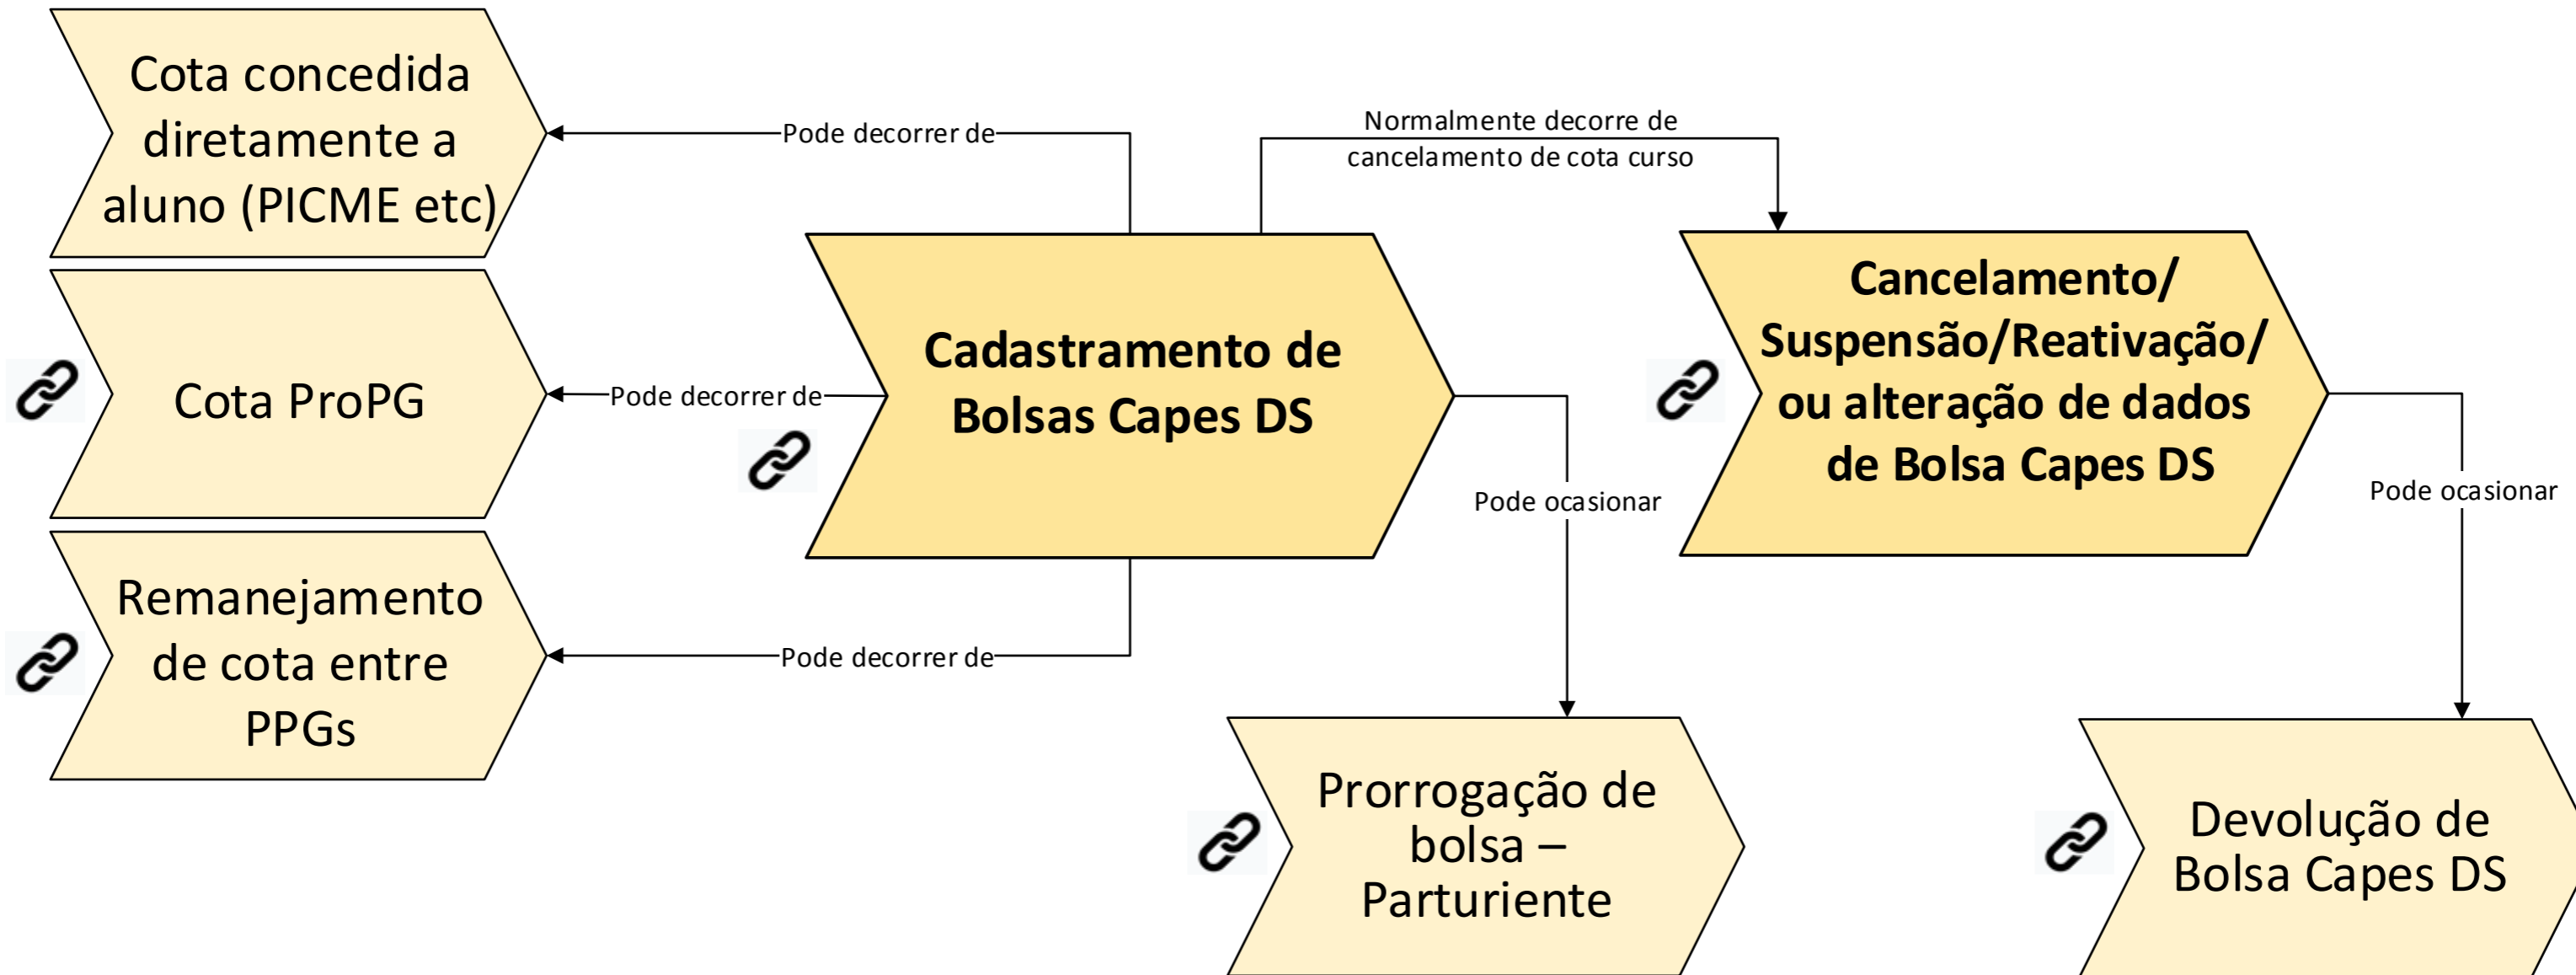 Cota concedida
diretamente a
aluno (PICME etc)
Pode decorrer de
Normalmente decorre de
cancelamento de cota curso
Cota ProPG
Pode decorrer de
Cadastramento de
Bolsas Capes DS
Cancelamento/
Suspensão/Reativação/
ou alteração de dados
de Bolsa Capes DS
Pode ocasionar
Pode ocasionar
Remanejamento
de cota entre
PPGs
Pode decorrer de
Prorrogação de
bolsa –
Parturiente
Devolução de
Bolsa Capes DS